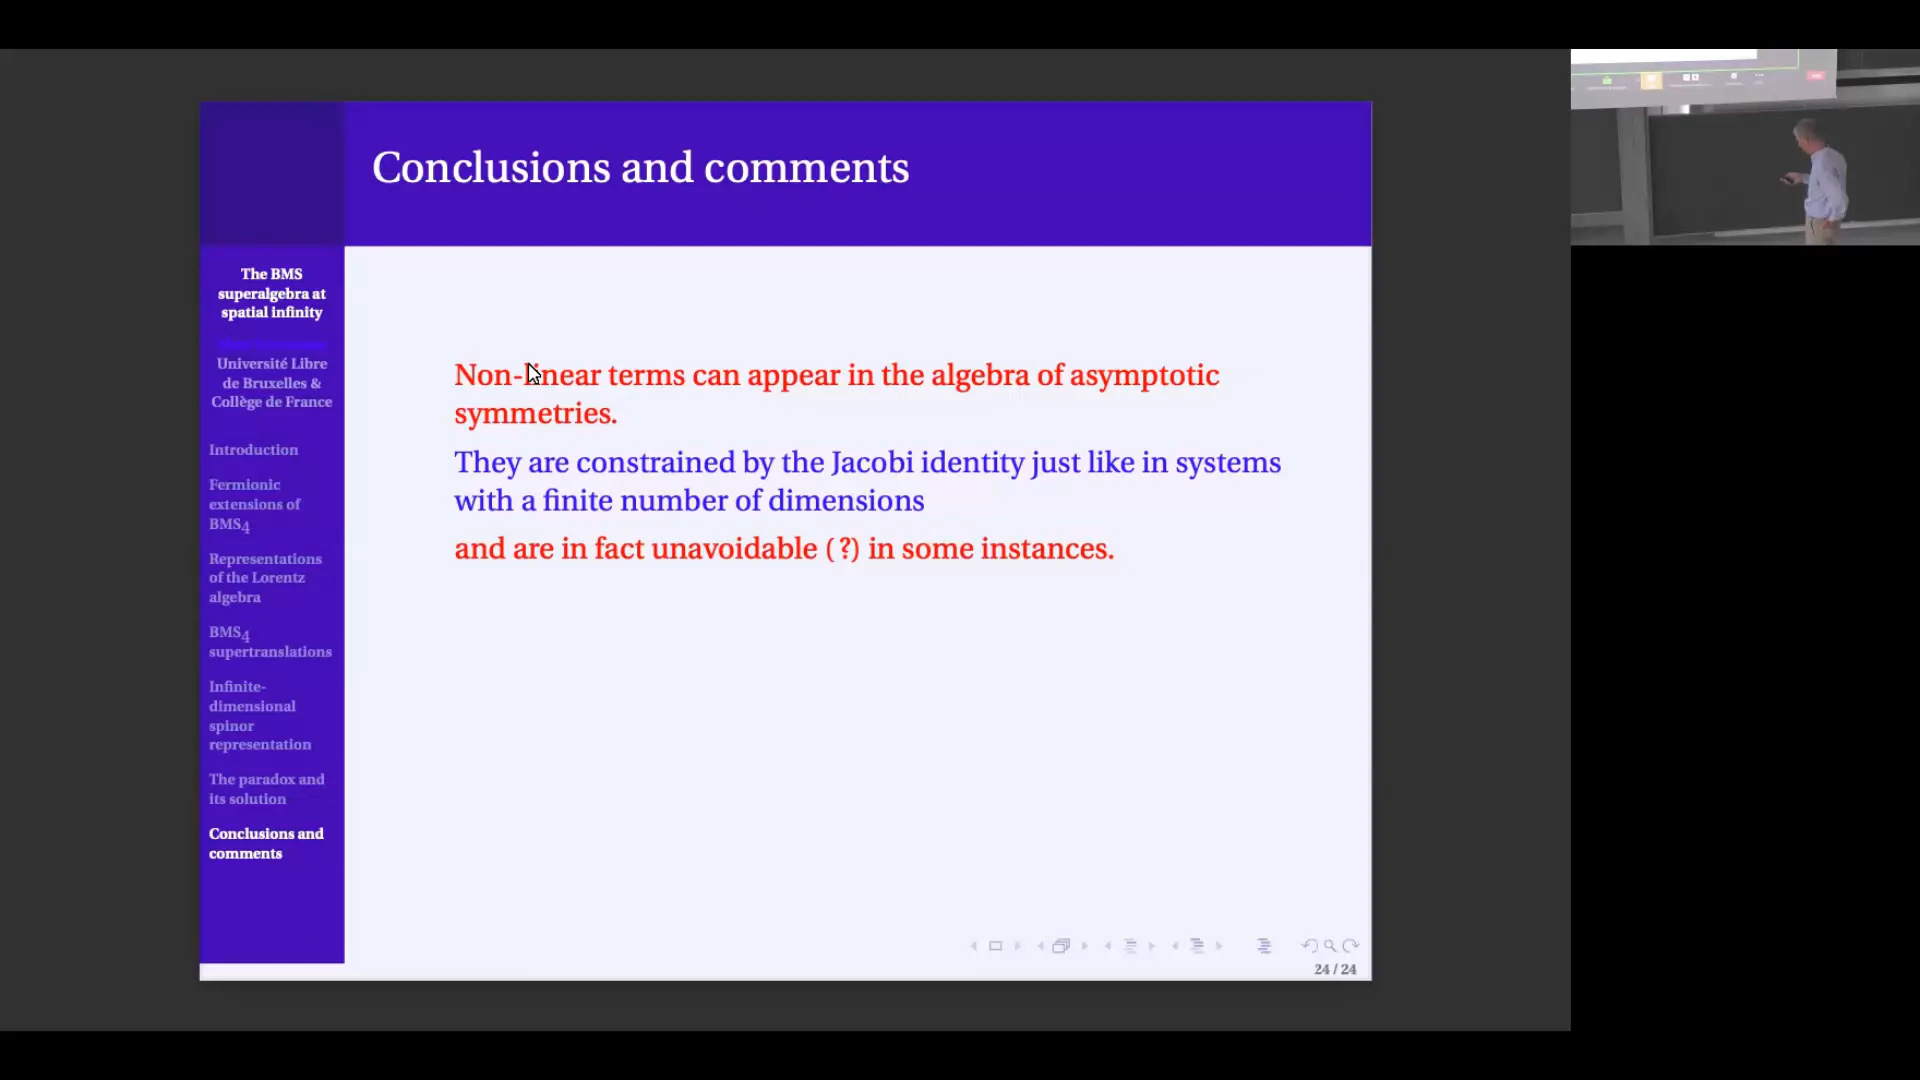 Conclusions and comments
The BMS
superalgebra at
spatial infinity
Université Libre
de Bruxelles &
Collège de France
Introduction
Fermionic
extensions of
BMS4
Representations
of the Lorentz
algebra
BMS4
supertranslations
Infinite-
dimensional
spinor
representation
The paradox and
its solution
Conclusions and
comments
Non-linear terms can appear in the algebra of asymptotic
symmetries.
They are constrained by the Jacobi identity just like in systems
with a finite number of dimensions
and are in fact unavoidable (?) in some instances.
24 / 24